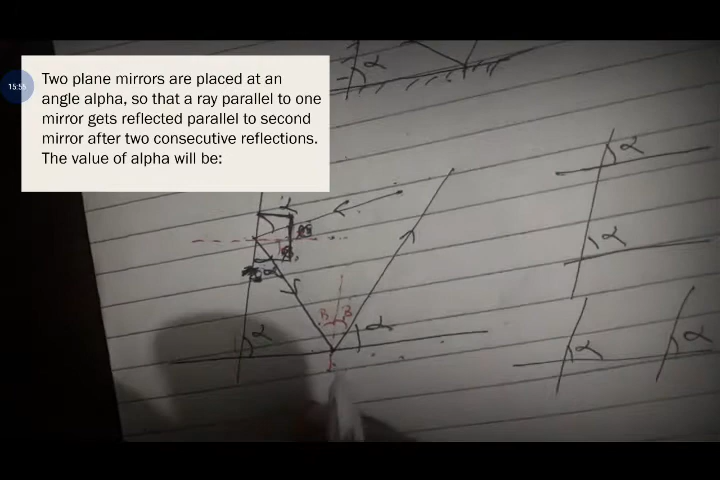 15:55
Two plane mirrors are placed at an
angle alpha, so that a ray parallel to one
mirror gets reflected parallel to second
mirror after two consecutive reflections.
The value of alpha will be:
α
α
α
α
α
B B
α
α
α
α